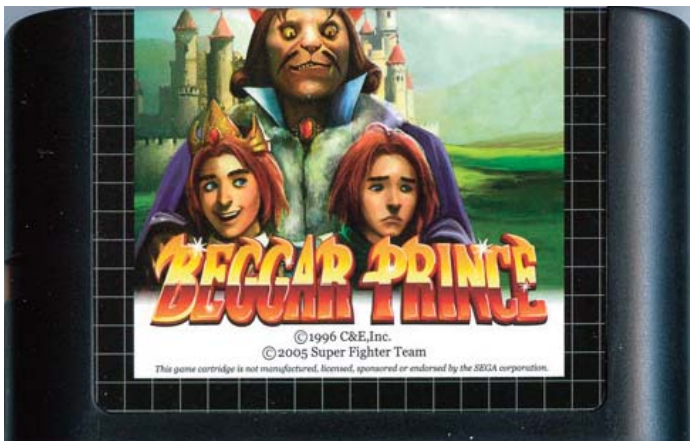 BEGGAR PRINCE
©1996 C&E,Inc.
©2005 Super Fighter Team
This game cartridge is not manufactured, licensed, sponsored or endorsed by the SEGA corporation.